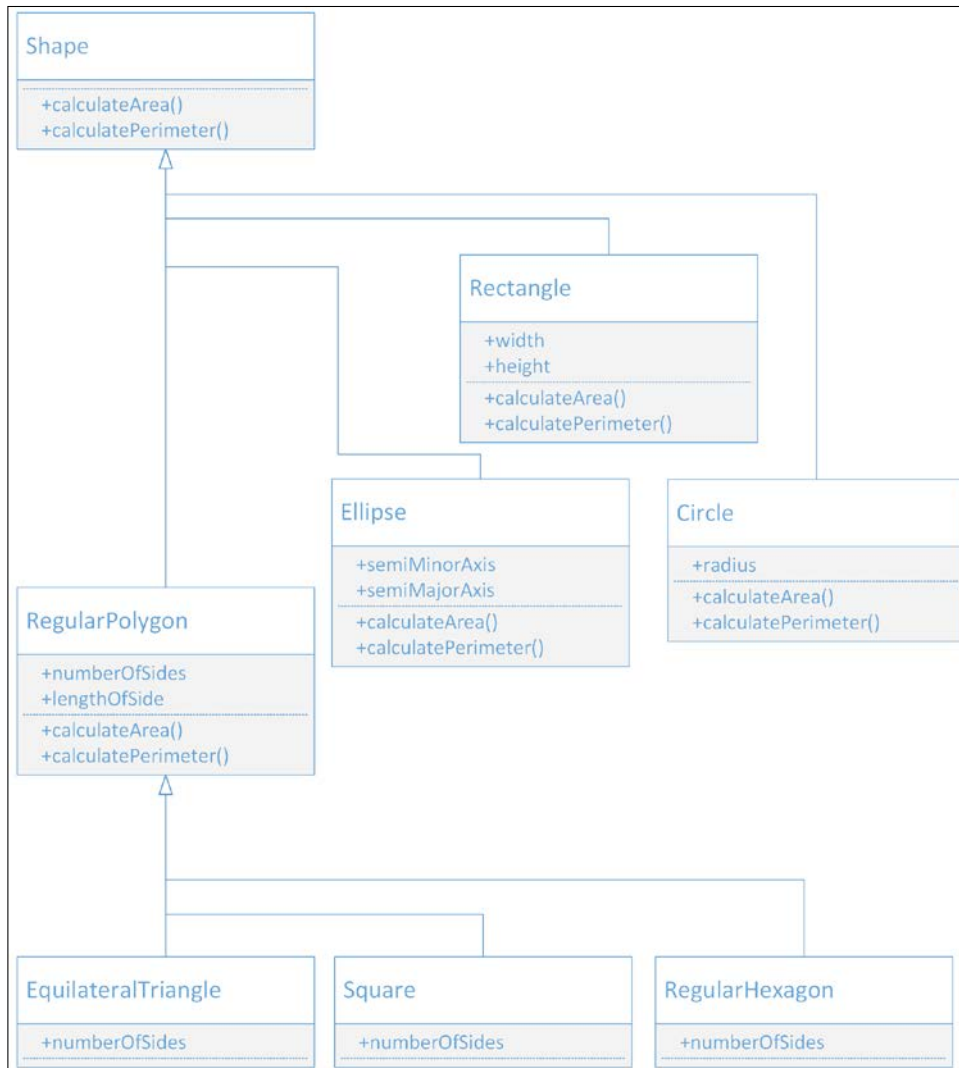 Shape
+calculateArea()
+calculatePerimeter()
Rectangle
+width
+height
+calculateArea()
+calculatePerimeter()
Ellipse
+semiMinorAxis
+semiMajorAxis
+calculateArea()
+calculatePerimeter()
Circle
+radius
+calculateArea()
+calculatePerimeter()
RegularPolygon
+numberOfSides
+lengthOfSide
+calculateArea()
+calculatePerimeter()
EquilateralTriangle
+numberOfSides
Square
+numberOfSides
RegularHexagon
+numberOfSides